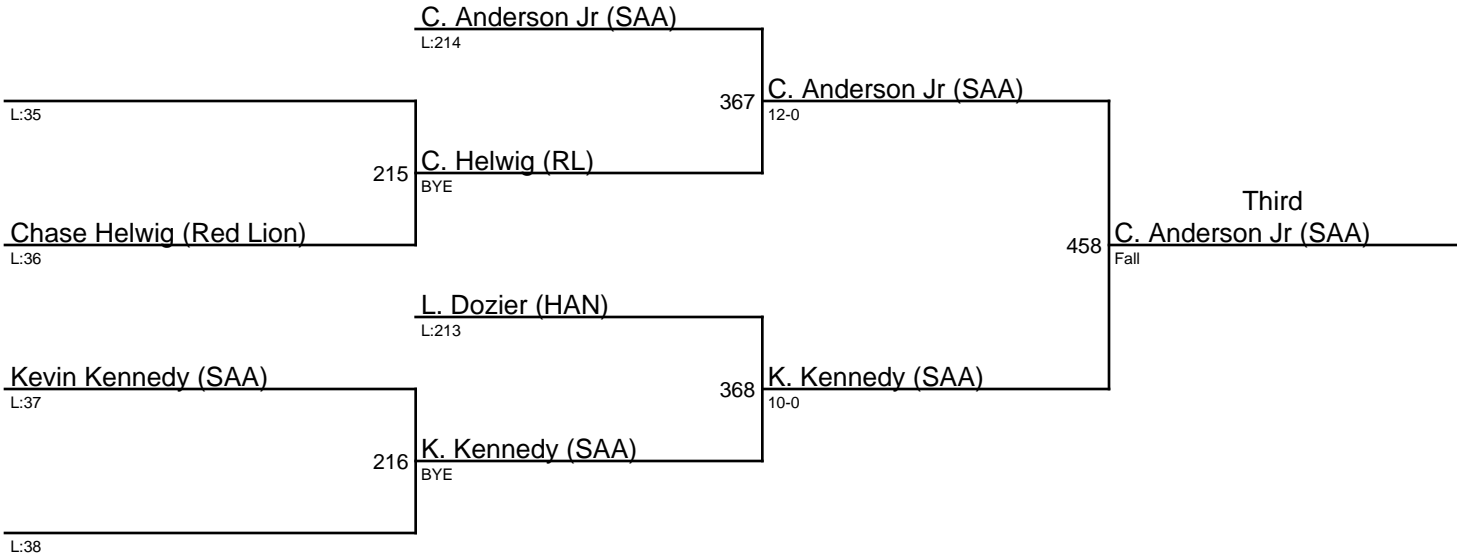 C. Anderson Jr (SAA)
L:214
L:35
367
C. Anderson Jr (SAA)
12-0
215
C. Helwig (RL)
BYE
Chase Helwig (Red Lion)
L:36
Third
458
C. Anderson Jr (SAA)
Fall
L. Dozier (HAN)
L:213
Kevin Kennedy (SAA)
L:37
368
K. Kennedy (SAA)
10-0
216
K. Kennedy (SAA)
BYE
L:38